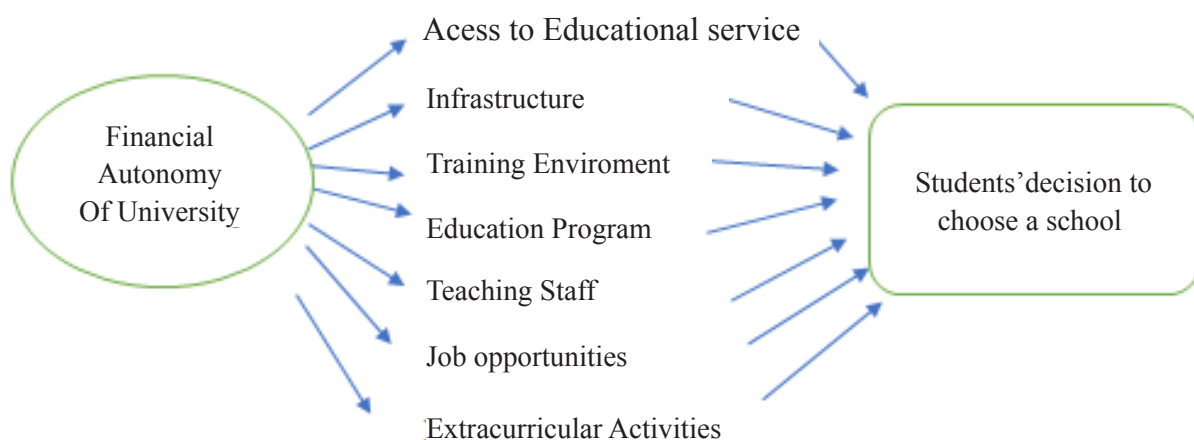 Financial
Autonomy
Of University
Acess to Educational service
Infrastructure
Training Enviroment
Education Program
Teaching Staff
Job opportunities
Extracurricular Activities
Students’decision to
choose a school